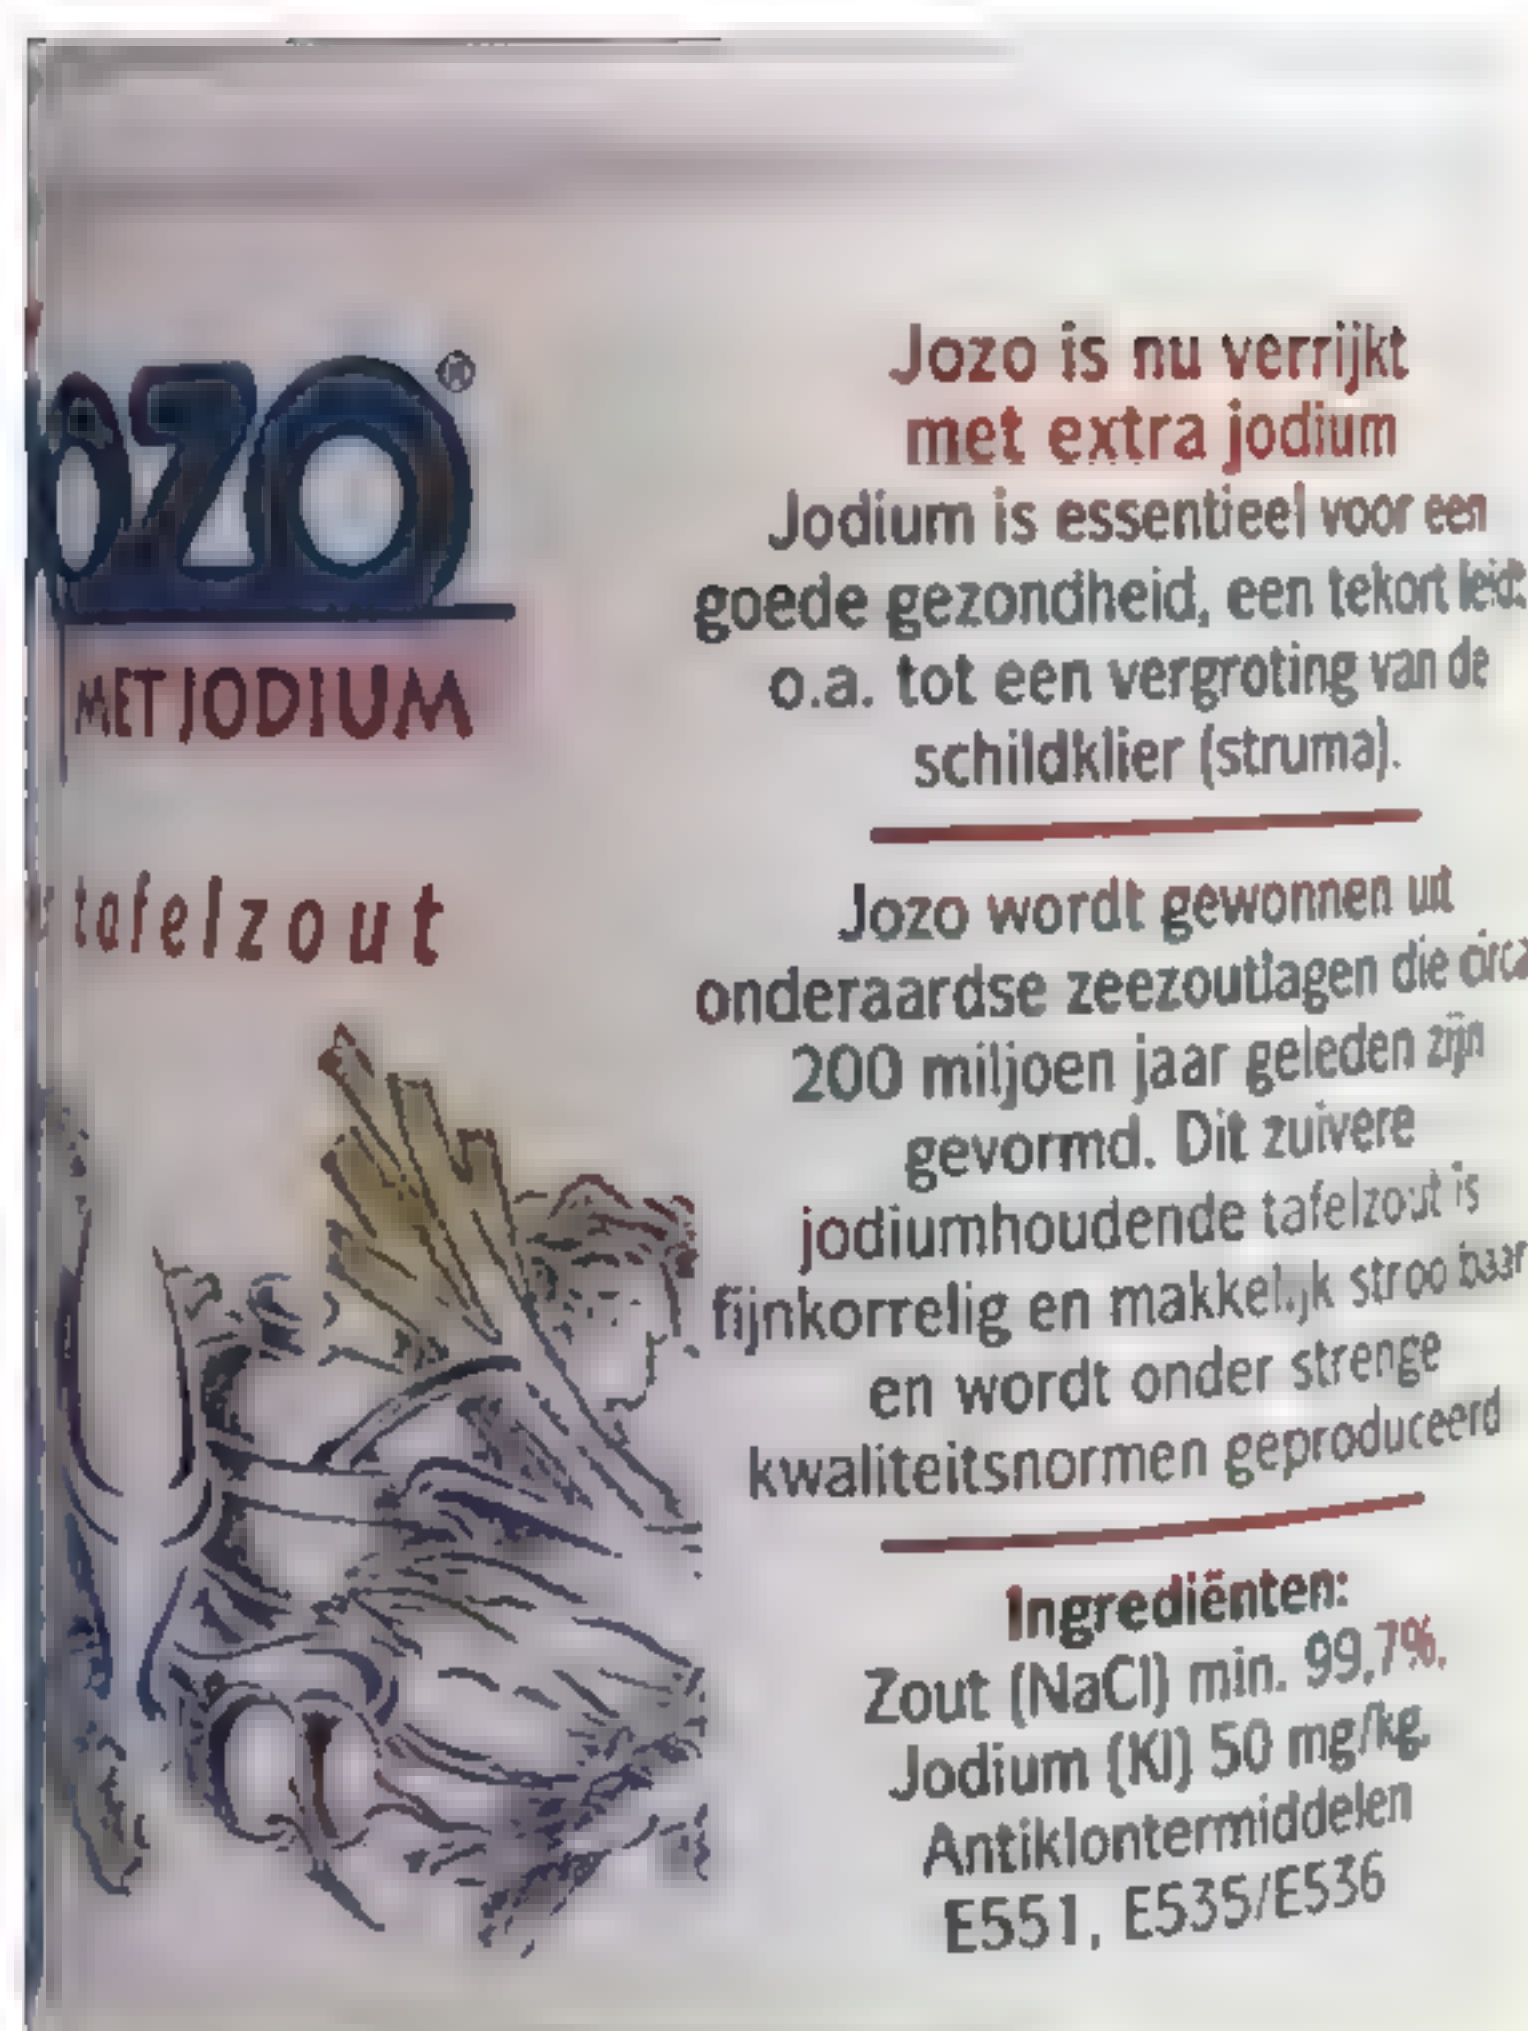 OZO®
MET JODIUM
tafelzout
Jozo is nu verrijkt
met extra jodium
Jodium is essentieel voor een
goede gezondheid, een tekort leidt
o.a. tot een vergroting van de
schildklier (struma).
Jozo wordt gewonnen uit
onderaardse zeezoutlagen die circa
200 miljoen jaar geleden zijn
gevormd. Dit zuivere
jodiumhoudende tafelzout is
fijnkorrelig en makkelijk strooibaar
en wordt onder strenge
kwaliteitsnormen geproduceerd
Ingrediënten:
Zout (NaCl) min. 99,7%,
Jodium (KI) 50 mg/kg,
Antiklontermiddelen
E551, E535/E536